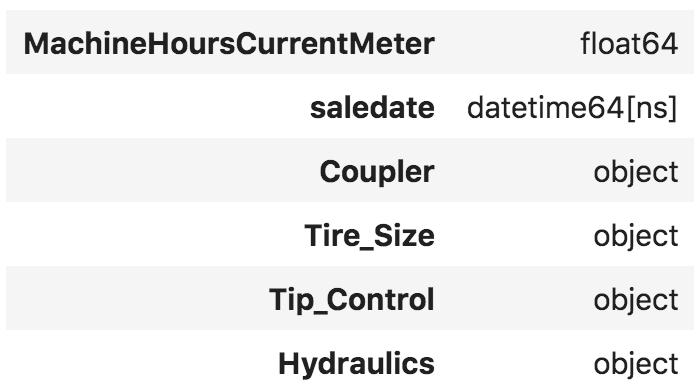 MachineHoursCurrentMeter float64
saledate datetime64[ns]
Coupler object
Tire_Size object
Tip_Control object
Hydraulics object